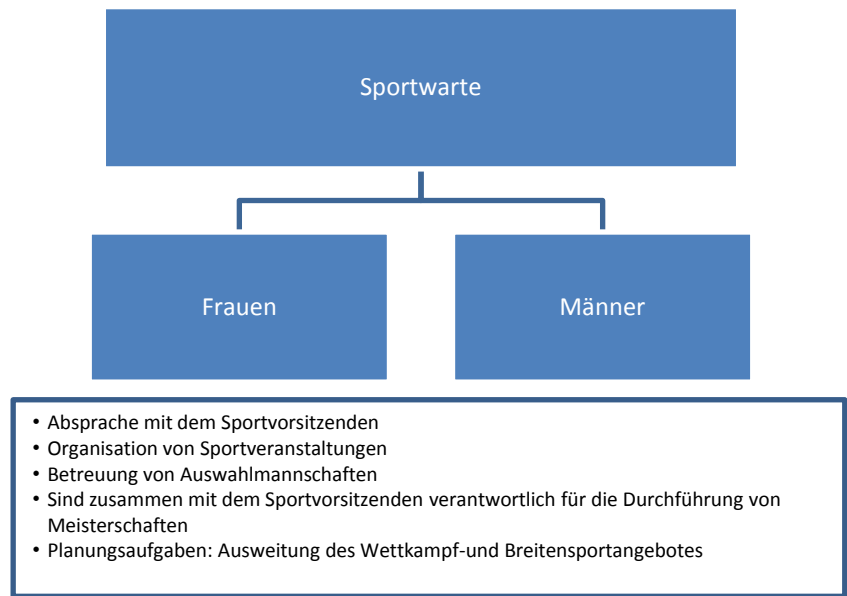 Sportwarte
Frauen
Männer
• Absprache mit dem Sportvorsitzenden
• Organisation von Sportveranstaltungen
• Betreuung von Auswahlmannschaften
• Sind zusammen mit dem Sportvorsitzenden verantwortlich für die Durchführung von
Meisterschaften
• Planungsaufgaben: Ausweitung des Wettkampf-und Breitensportangebotes